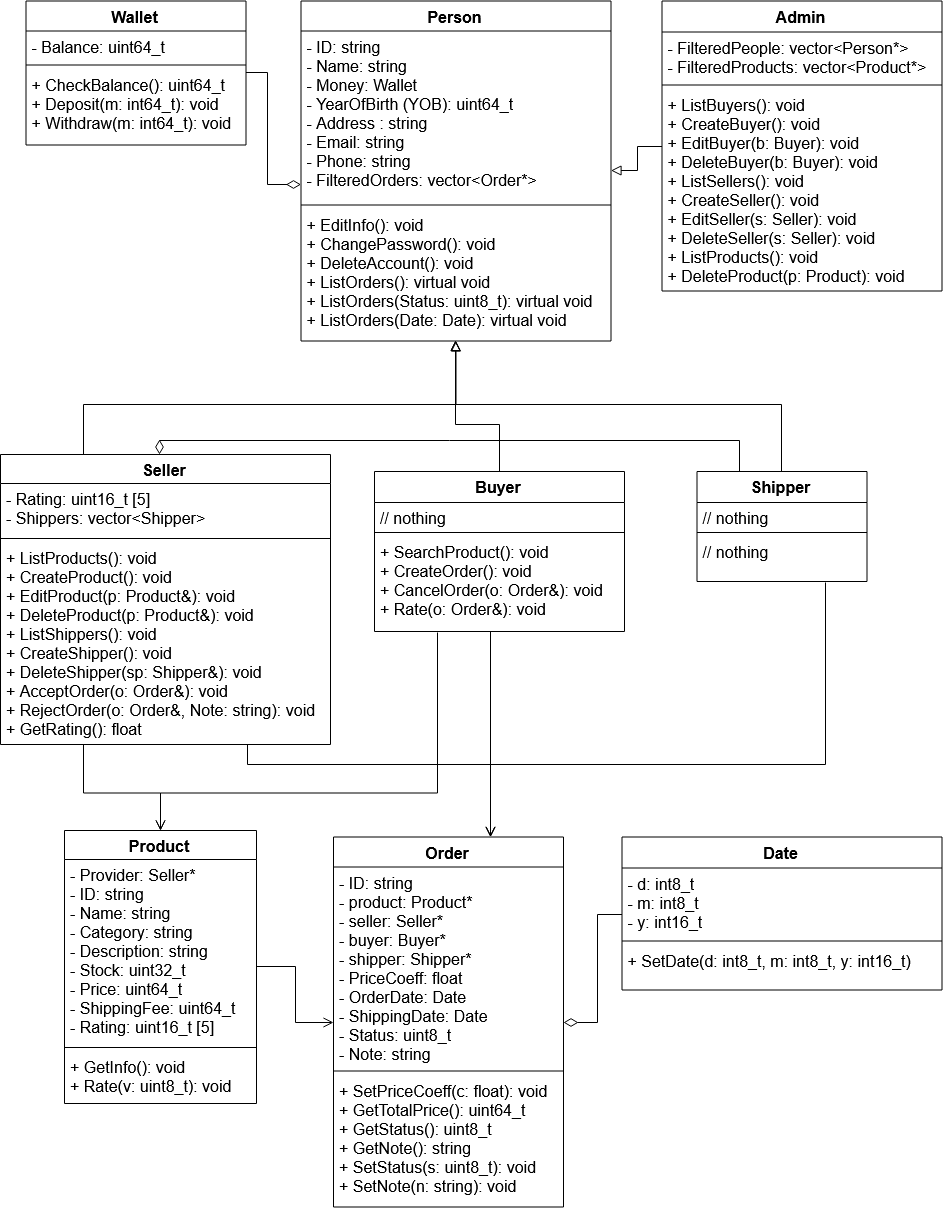 Wallet
- Balance: uint64_t
+ CheckBalance(): uint64_t
+ Deposit(m: int64_t): void
+ Withdraw(m: int64_t): void
Person
- ID: string
- Name: string
- Money: Wallet
- YearOfBirth (YOB): uint64_t
- Address : string
- Email: string
- Phone: string
- FilteredOrders: vector<Order*>
+ EditInfo(): void
+ ChangePassword(): void
+ DeleteAccount(): void
+ ListOrders(): virtual void
+ ListOrders(Status: uint8_t): virtual void
+ ListOrders(Date: Date): virtual void
Admin
- FilteredPeople: vector<Person*>
- FilteredProducts: vector<Product*>
+ ListBuyers(): void
+ CreateBuyer(): void
+ EditBuyer(b: Buyer): void
+ DeleteBuyer(b: Buyer): void
+ ListSellers(): void
+ CreateSeller(): void
+ EditSeller(s: Seller): void
+ DeleteSeller(s: Seller): void
+ ListProducts(): void
+ DeleteProduct(p: Product): void
Seller
- Rating: uint16_t [5]
- Shippers: vector<Shipper>
+ ListProducts(): void
+ CreateProduct(): void
+ EditProduct(p: Product&): void
+ DeleteProduct(p: Product&): void
+ ListShippers(): void
+ CreateShipper(): void
+ DeleteShipper(sp: Shipper&): void
+ AcceptOrder(o: Order&): void
+ RejectOrder(o: Order&, Note: string): void
+ GetRating(): float
Buyer
// nothing
+ SearchProduct(): void
+ CreateOrder(): void
+ CancelOrder(o: Order&): void
+ Rate(o: Order&): void
Shipper
// nothing
// nothing
Product
- Provider: Seller*
- ID: string
- Name: string
- Category: string
- Description: string
- Stock: uint32_t
- Price: uint64_t
- ShippingFee: uint64_t
- Rating: uint16_t [5]
+ GetInfo(): void
+ Rate(v: uint8_t): void
Order
- ID: string
- product: Product*
- seller: Seller*
- buyer: Buyer*
- shipper: Shipper*
- PriceCoeff: float
- OrderDate: Date
- ShippingDate: Date
- Status: uint8_t
- Note: string
+ SetPriceCoeff(c: float): void
+ GetTotalPrice(): uint64_t
+ GetStatus(): uint8_t
+ GetNote(): string
+ SetStatus(s: uint8_t): void
+ SetNote(n: string): void
Date
- d: int8_t
- m: int8_t
- y: int16_t
+ SetDate(d: int8_t, m: int8_t, y: int16_t)